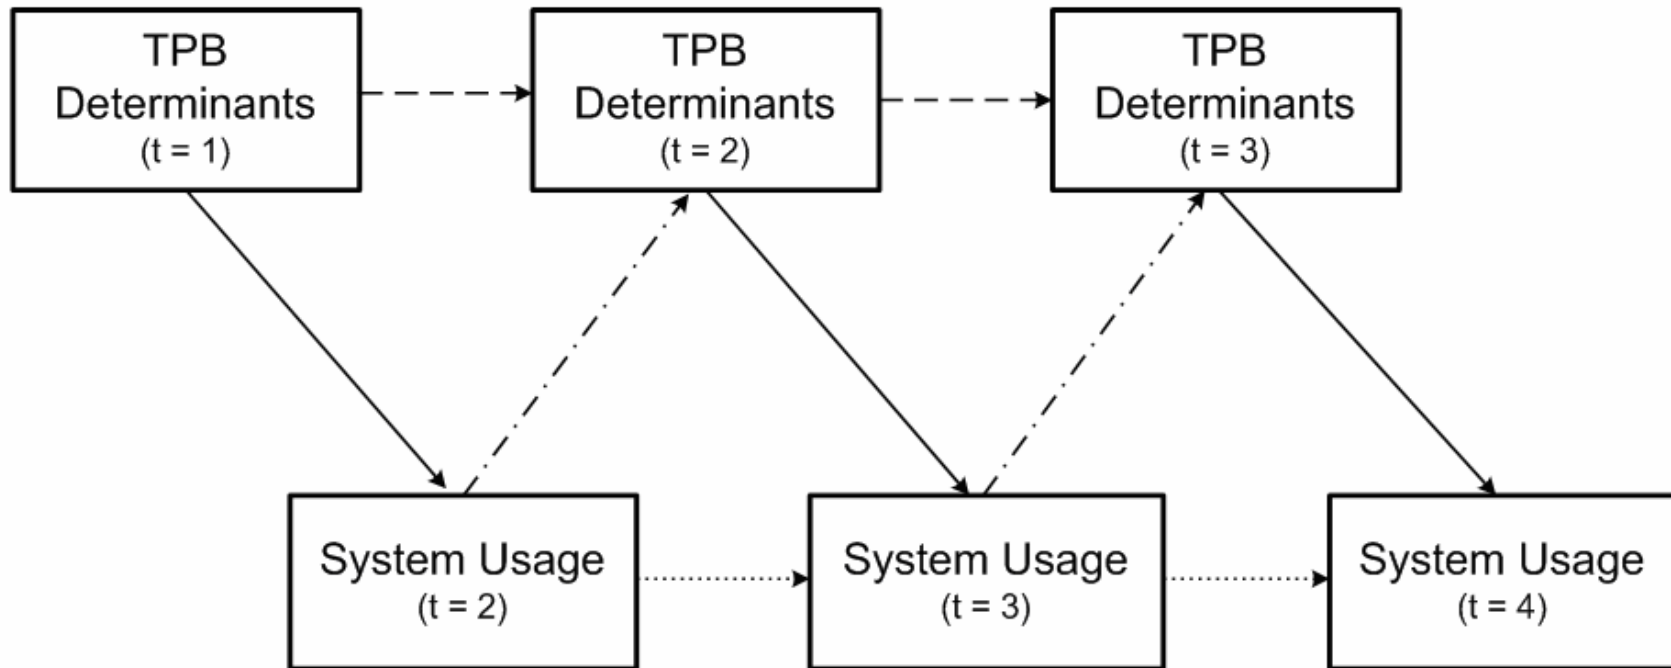 TPB
Determinants
(t = 1)
TPB
Determinants
(t = 2)
TPB
Determinants
(t = 3)
System Usage
(t = 2)
System Usage
(t = 3)
System Usage
(t = 4)